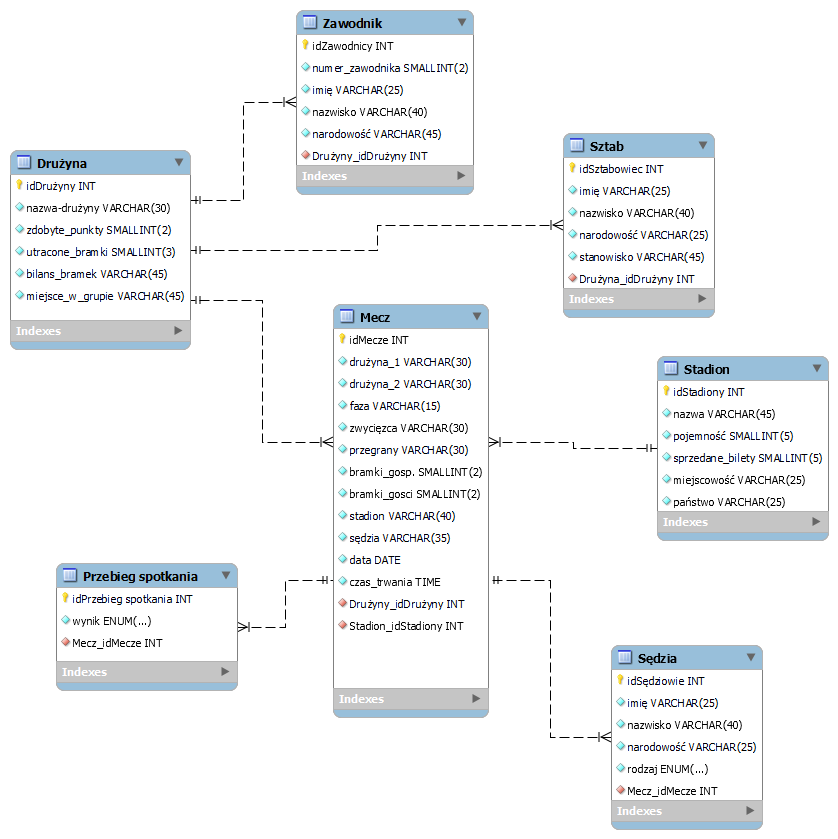 Zawodnik
idZawodnicy INT
numer_zawodnika SMALLINT(2)
imię VARCHAR(25)
nazwisko VARCHAR(40)
narodowość VARCHAR(45)
Drużyny_idDrużyny INT
Indexes
Drużyna
idDrużyny INT
nazwa-drużyny VARCHAR(30)
zdobyte_punkty SMALLINT(2)
utracone_bramki SMALLINT(3)
bilans_bramek VARCHAR(45)
miejsce_w_grupie VARCHAR(45)
Indexes
Sztab
idSztabowiec INT
imię VARCHAR(25)
nazwisko VARCHAR(40)
narodowość VARCHAR(25)
stanowisko VARCHAR(45)
Drużyna_idDrużyny INT
Indexes
Mecz
idMecze INT
drużyna_1 VARCHAR(30)
drużyna_2 VARCHAR(30)
faza VARCHAR(15)
zwycięzca VARCHAR(30)
przegrany VARCHAR(30)
bramki_gosp. SMALLINT(2)
bramki_gosci SMALLINT(2)
stadion VARCHAR(40)
sędzia VARCHAR(35)
data DATE
czas_trwania TIME
Drużyny_idDrużyny INT
Stadion_idStadiony INT
Indexes
Stadion
idStadiony INT
nazwa VARCHAR(45)
pojemność SMALLINT(5)
sprzedane_bilety SMALLINT(5)
miejscowość VARCHAR(25)
państwo VARCHAR(25)
Indexes
Przebieg spotkania
idPrzebieg spotkania INT
wynik ENUM(...)
Mecz_idMecze INT
Indexes
Sędzia
idSędziowie INT
imię VARCHAR(25)
nazwisko VARCHAR(40)
narodowość VARCHAR(25)
rodzaj ENUM(...)
Mecz_idMecze INT
Indexes